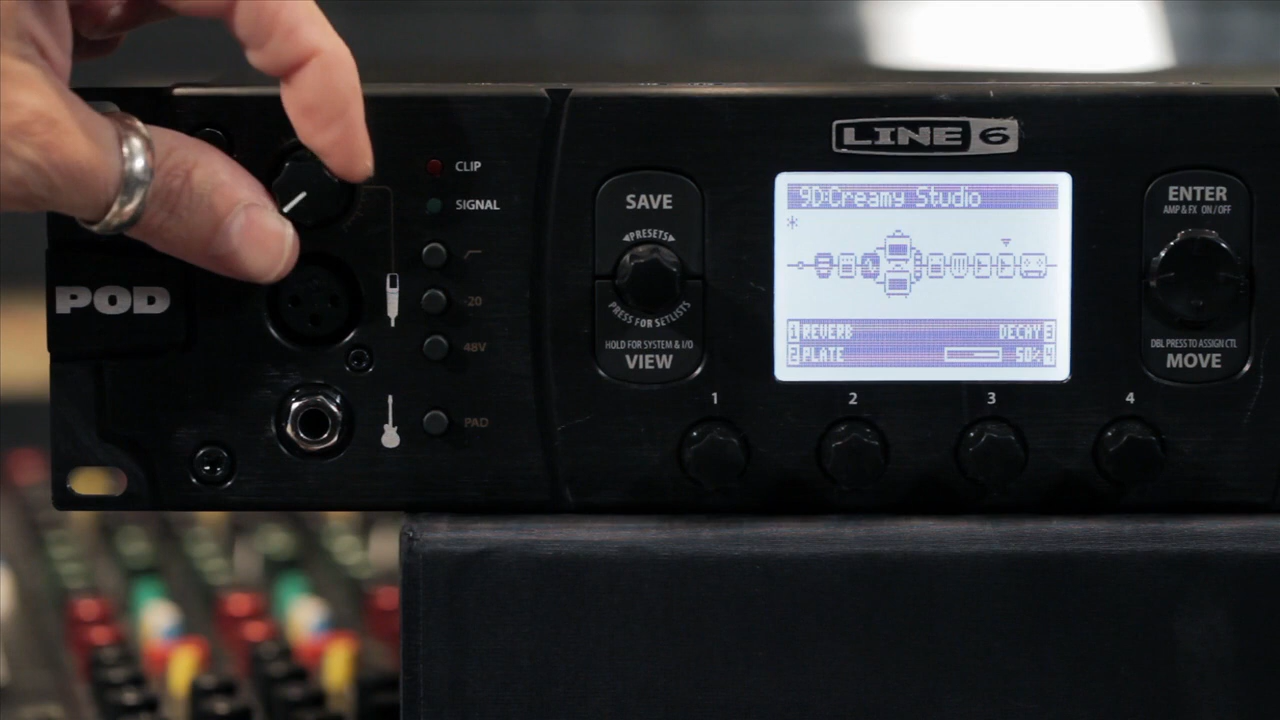 CLIP
SIGNAL
-20
48V
PAD
POD
LINE 6
SAVE
PRESETS
PRESS FOR SETLISTS
HOLD FOR SYSTEM & I/O
VIEW
9D:Creamy Studio
1 REVERB DECAY 3
2 PLATE 50% 4
ENTER
AMP & FX ON / OFF
DBL PRESS TO ASSIGN CTL
MOVE
1 2 3 4